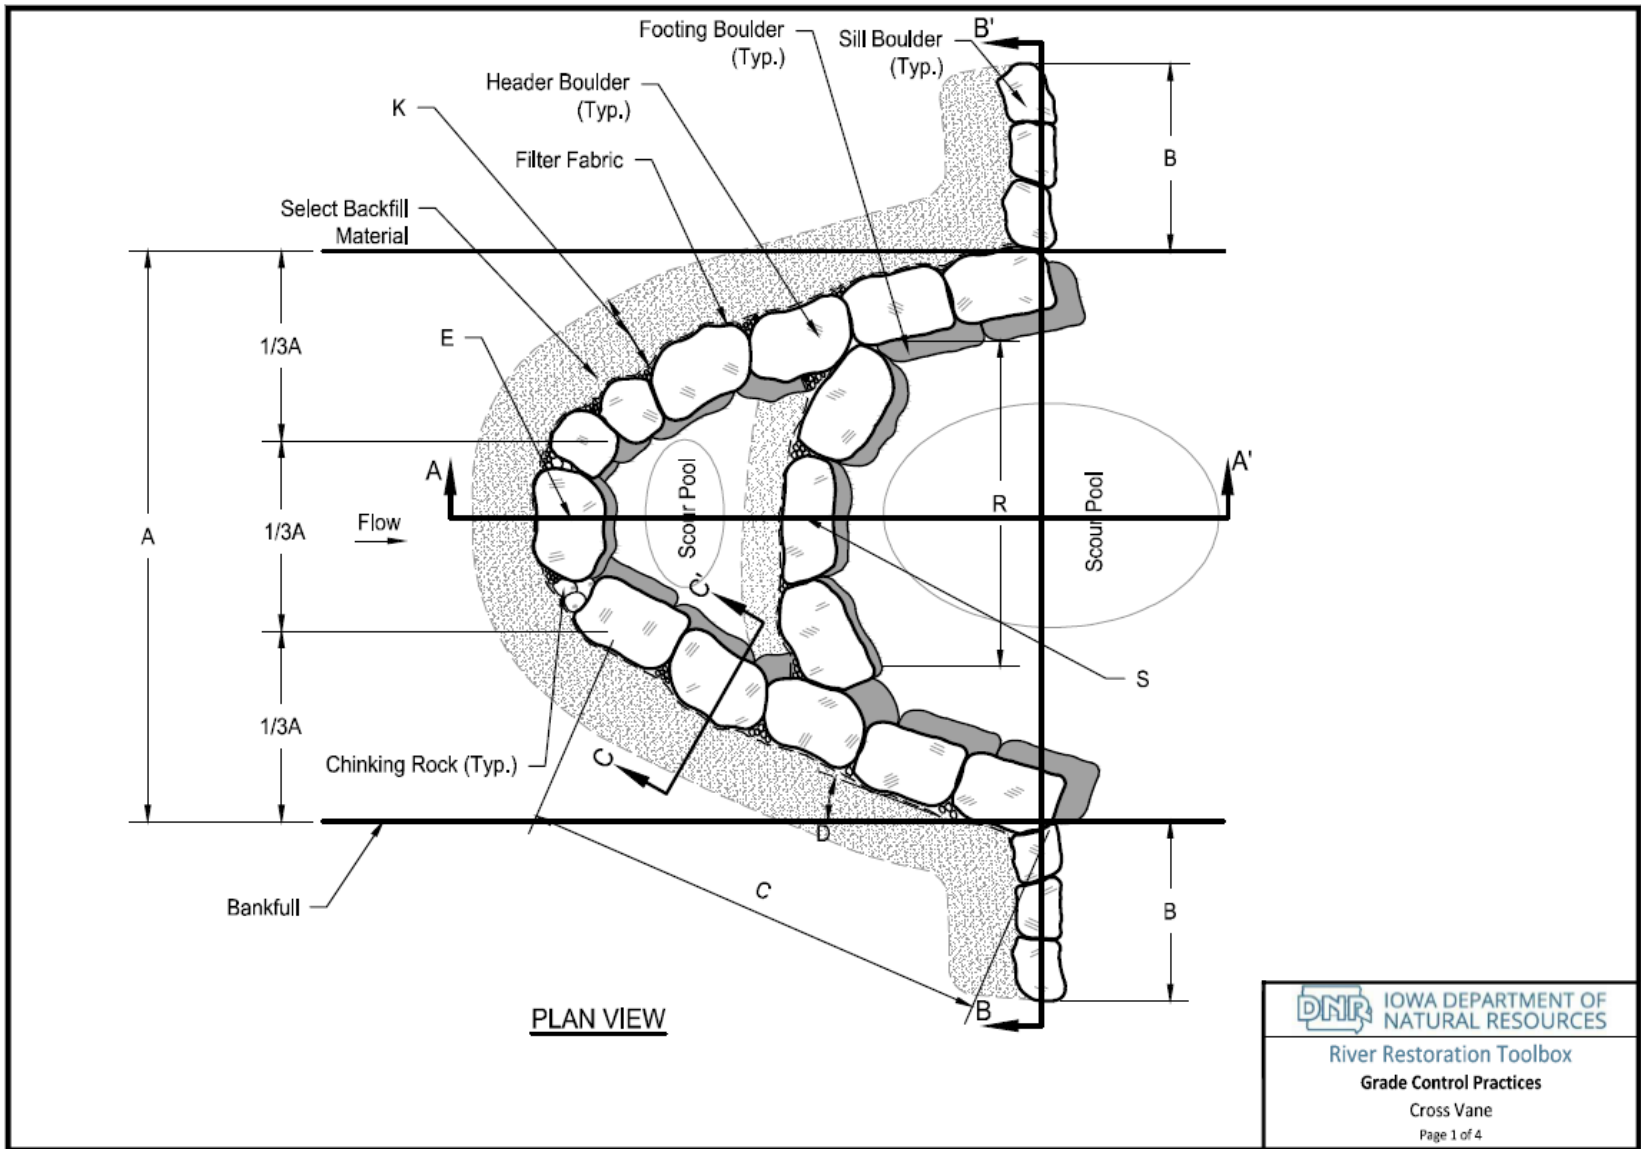 Footing Boulder
(Typ.)
Sill Boulder
(Typ.)
B'
Header Boulder
(Typ.)
K
Filter Fabric
B
Select Backfill
Material
1/3A
E
A
A'
Scour Pool
R
Scour Pool
Flow
1/3A
A
C'
S
1/3A
Chinking Rock (Typ.)
C
D
C
Bankfull
B
B
PLAN VIEW
DNR
IOWA DEPARTMENT OF
NATURAL RESOURCES
River Restoration Toolbox
Grade Control Practices
Cross Vane
Page 1 of 4